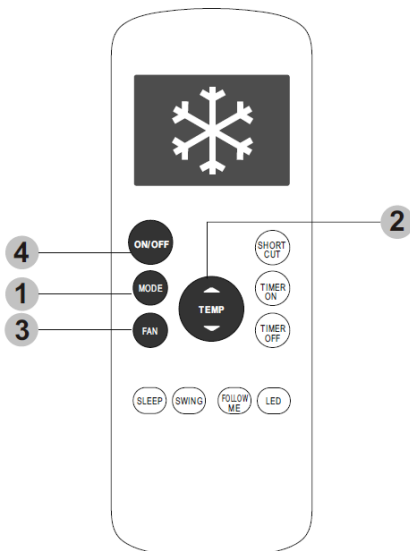 2
4
ON/OFF
SHORT
CUT
1
MODE
TEMP
TIMER
ON
3
FAN
TIMER
OFF
SLEEP
SWING
FOLLOW
ME
LED